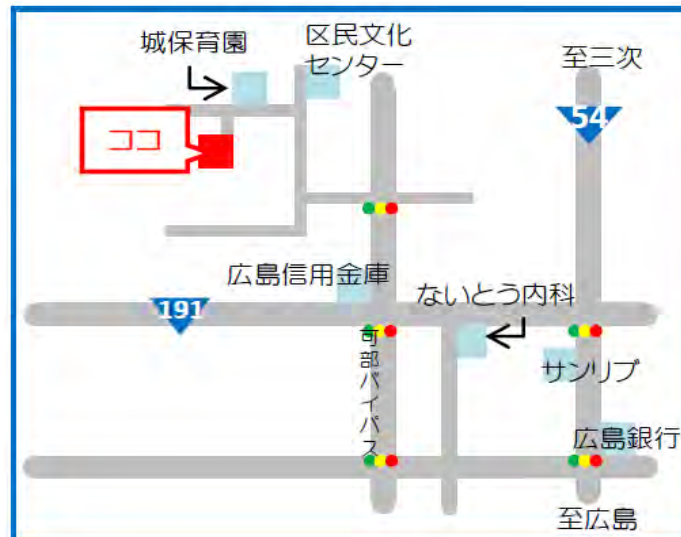 城保育園
区民文化
センター
至三次
54
ココ
広島信用金庫
ないとう内科
191
可部バイパス
サンリブ
広島銀行
至広島